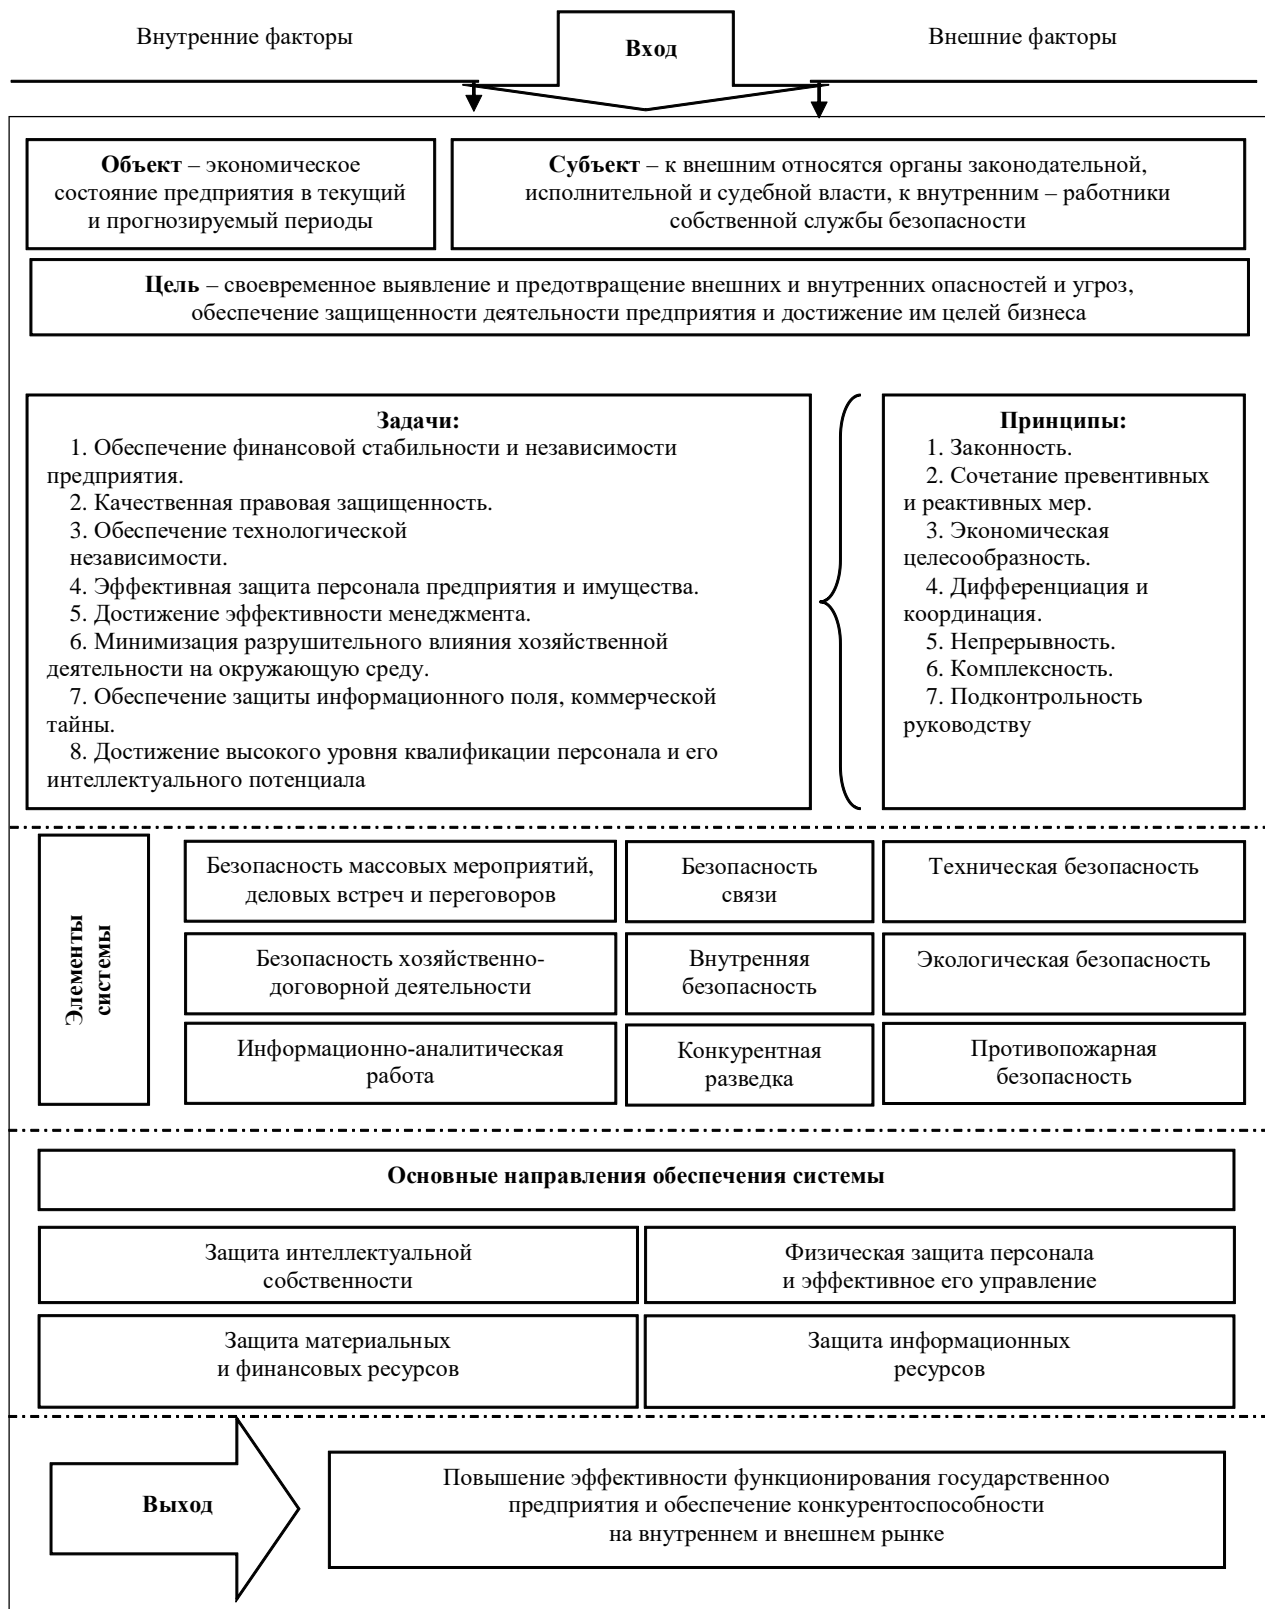 Внутренние факторы
Вход
Внешние факторы
Объект – экономическое
состояние предприятия в текущий
и прогнозируемый периоды
Субъект – к внешним относятся органы законодательной,
исполнительной и судебной власти, к внутренним – работники
собственной службы безопасности
Цель – своевременное выявление и предотвращение внешних и внутренних опасностей и угроз,
обеспечение защищенности деятельности предприятия и достижение им целей бизнеса
Задачи:
1. Обеспечение финансовой стабильности и независимости
предприятия.
2. Качественная правовая защищенность.
3. Обеспечение технологической
независимости.
4. Эффективная защита персонала предприятия и имущества.
5. Достижение эффективности менеджмента.
6. Минимизация разрушительного влияния хозяйственной
деятельности на окружающую среду.
7. Обеспечение защиты информационного поля, коммерческой
тайны.
8. Достижение высокого уровня квалификации персонала и его
интеллектуального потенциала
Принципы:
1. Законность.
2. Сочетание превентивных
и реактивных мер.
3. Экономическая
целесообразность.
4. Дифференциация и
координация.
5. Непрерывность.
6. Комплексность.
7. Подконтрольность
руководству
Элементы
системы
Безопасность массовых мероприятий,
деловых встреч и переговоров
Безопасность
связи
Техническая безопасность
Безопасность хозяйственно-
договорной деятельности
Внутренняя
безопасность
Экологическая безопасность
Информационно-аналитическая
работа
Конкурентная
разведка
Противопожарная
безопасность
Основные направления обеспечения системы
Защита интеллектуальной
собственности
Физическая защита персонала
и эффективное его управление
Защита материальных
и финансовых ресурсов
Защита информационных
ресурсов
Выход
Повышение эффективности функционирования государственноо
предприятия и обеспечение конкурентоспособности
на внутреннем и внешнем рынке